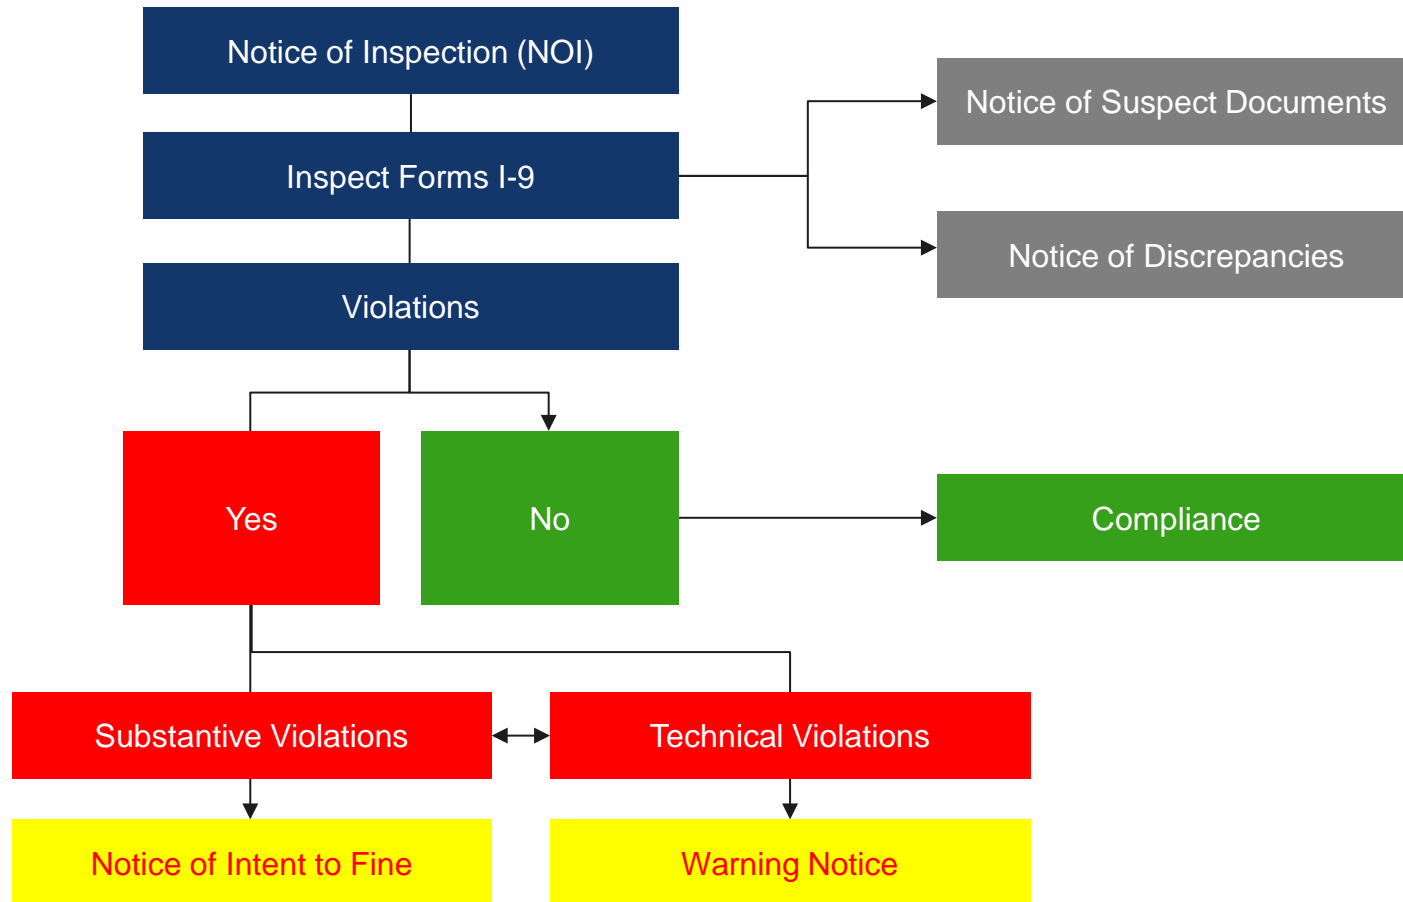 Notice of Inspection (NOI)
Notice of Suspect Documents
Inspect Forms I-9
Notice of Discrepancies
Violations
Yes
No
Compliance
Substantive Violations
Technical Violations
Notice of Intent to Fine
Warning Notice